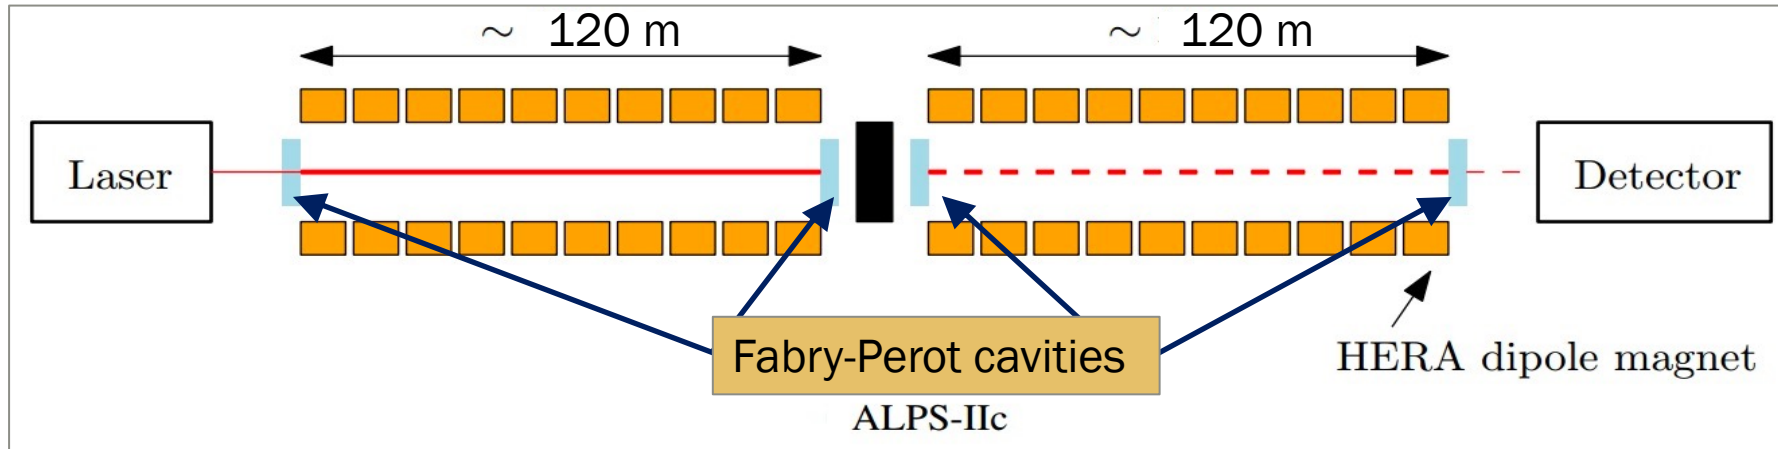 ~ 120 m
~ 120 m
Laser
Detector
Fabry-Perot cavities
HERA dipole magnet
ALPS-IIc